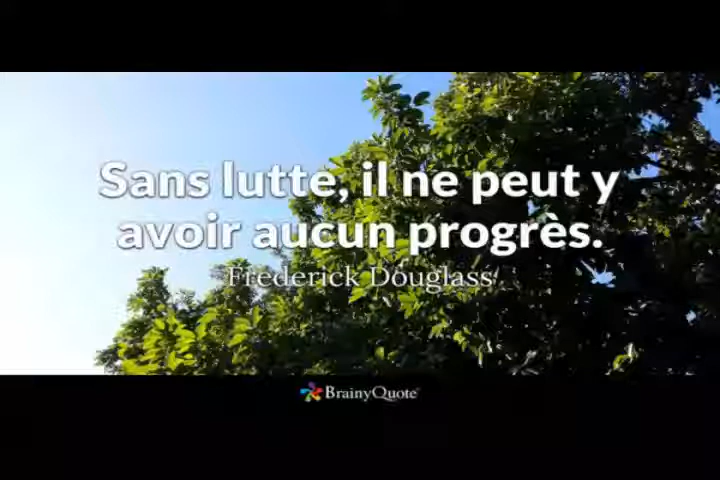 Sans lutte, il ne peut y
avoir aucun progrès.
Frederick Douglass
BrainyQuote